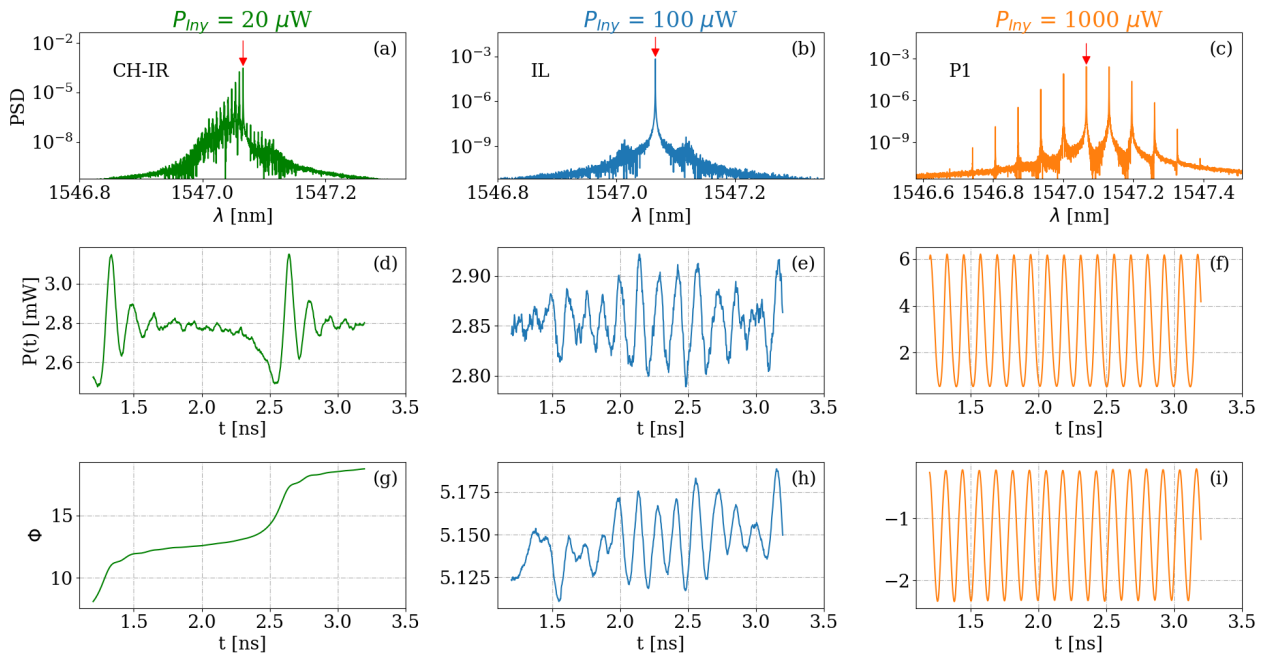 P_Iny = 20 μW
P_Iny = 100 μW
P_Iny = 1000 μW
10⁻²
10⁻⁵
10⁻⁸
PSD
CH-IR
(a)
1546.8
1547.0
1547.2
λ [nm]
10⁻³
10⁻⁶
10⁻⁹
IL
(b)
1546.8
1547.0
1547.2
λ [nm]
10⁻³
10⁻⁶
10⁻⁹
P1
(c)
1546.6
1546.8
1547.0
1547.2
1547.4
λ [nm]
P(t) [mW]
3.0
2.8
2.6
(d)
1.5
2.0
2.5
3.0
3.5
t [ns]
2.90
2.85
2.80
(e)
1.5
2.0
2.5
3.0
3.5
t [ns]
6
4
2
(f)
1.5
2.0
2.5
3.0
3.5
t [ns]
Φ
15
10
(g)
1.5
2.0
2.5
3.0
3.5
t [ns]
5.175
5.150
5.125
(h)
1.5
2.0
2.5
3.0
3.5
t [ns]
−1
−2
(i)
1.5
2.0
2.5
3.0
3.5
t [ns]